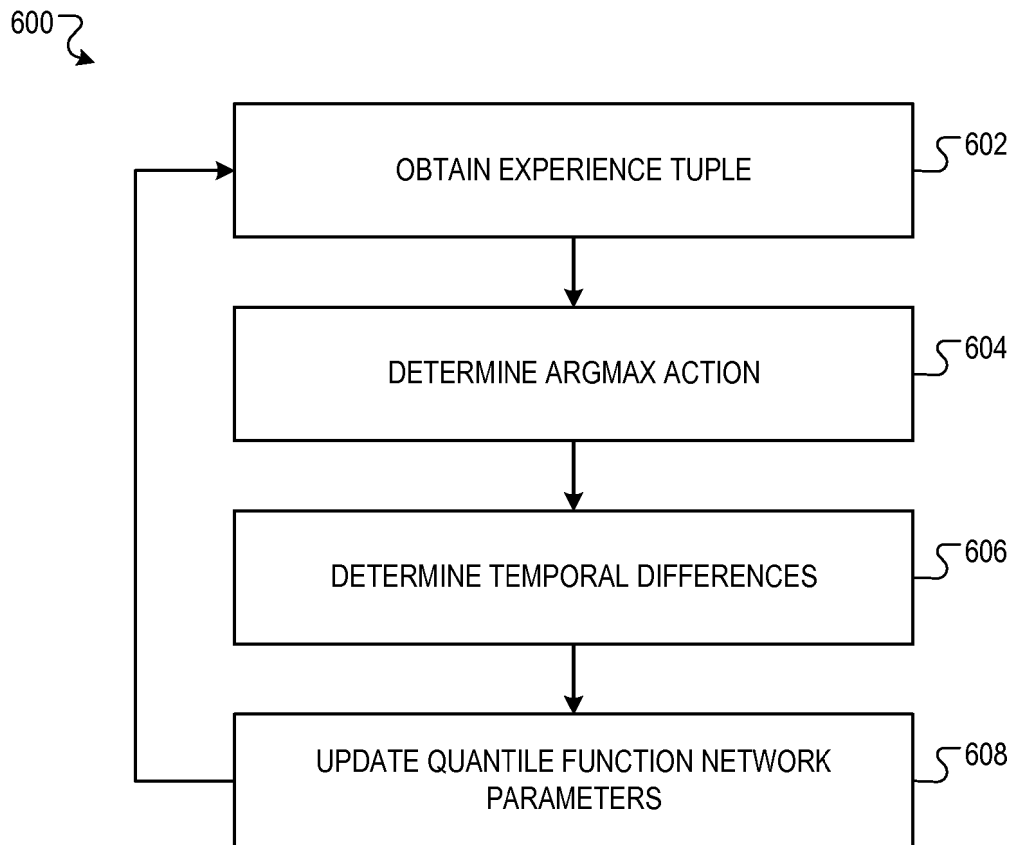 600
OBTAIN EXPERIENCE TUPLE
602
DETERMINE ARGMAX ACTION
604
DETERMINE TEMPORAL DIFFERENCES
606
UPDATE QUANTILE FUNCTION NETWORK
PARAMETERS
608